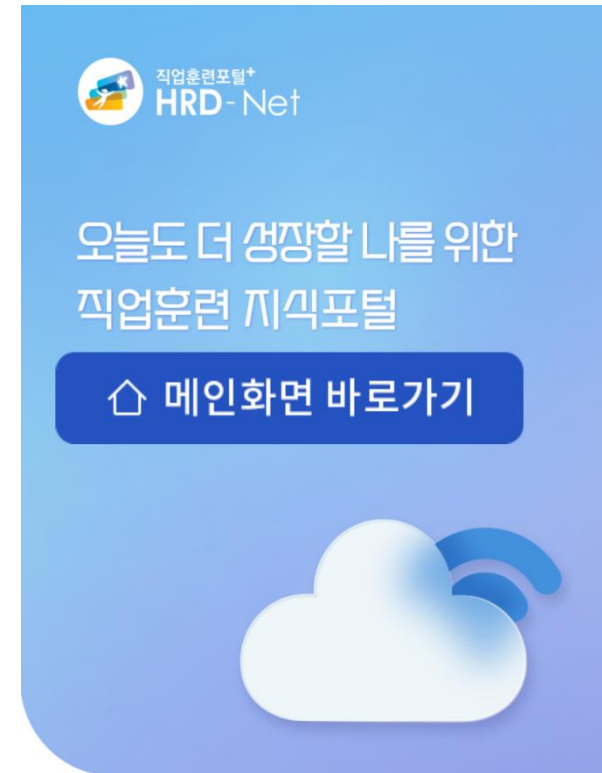 직업훈련포털+
HRD-Net
오늘도 더 성장할 나를 위한
직업훈련 지식포털
메인화면 바로가기